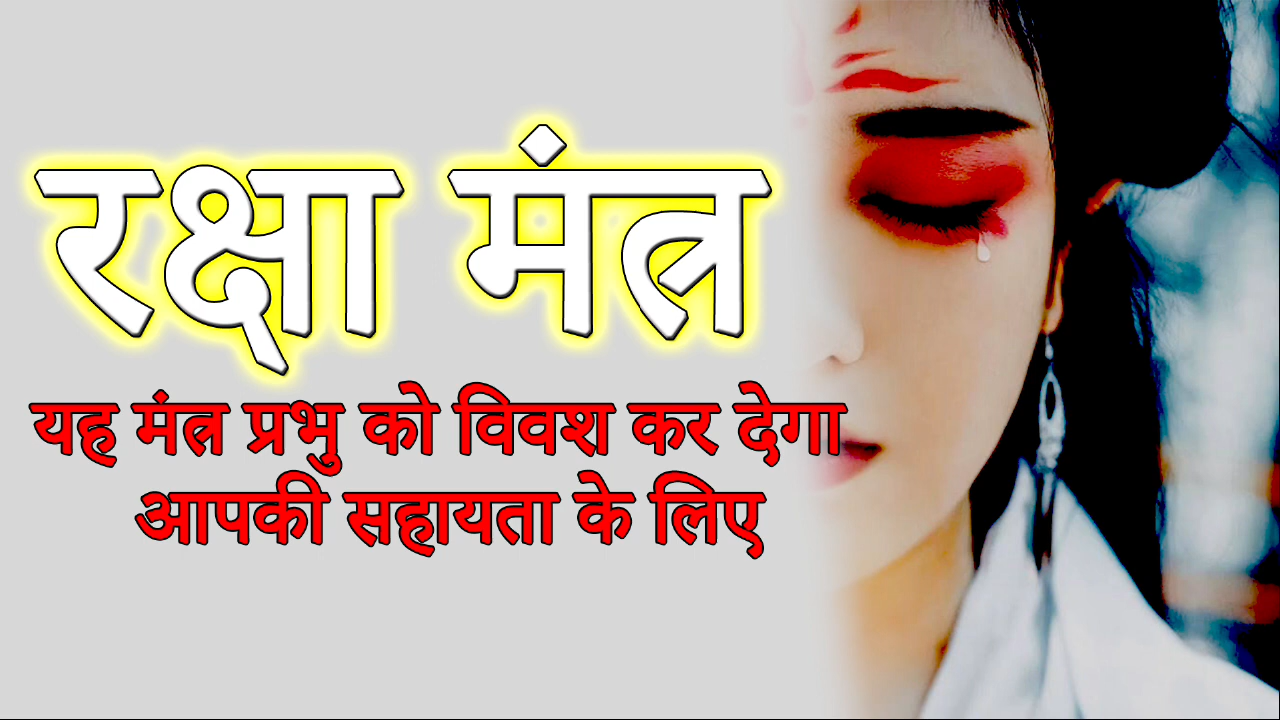 रक्षा मंत्र
यह मंत्र प्रभु को विवश कर देगा
आपकी सहायता के लिए